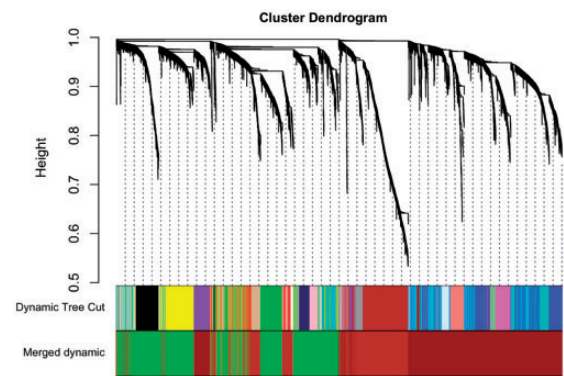 Cluster Dendrogram
Height
1.0
0.9
0.8
0.7
0.6
0.5
Dynamic Tree Cut
Merged dynamic